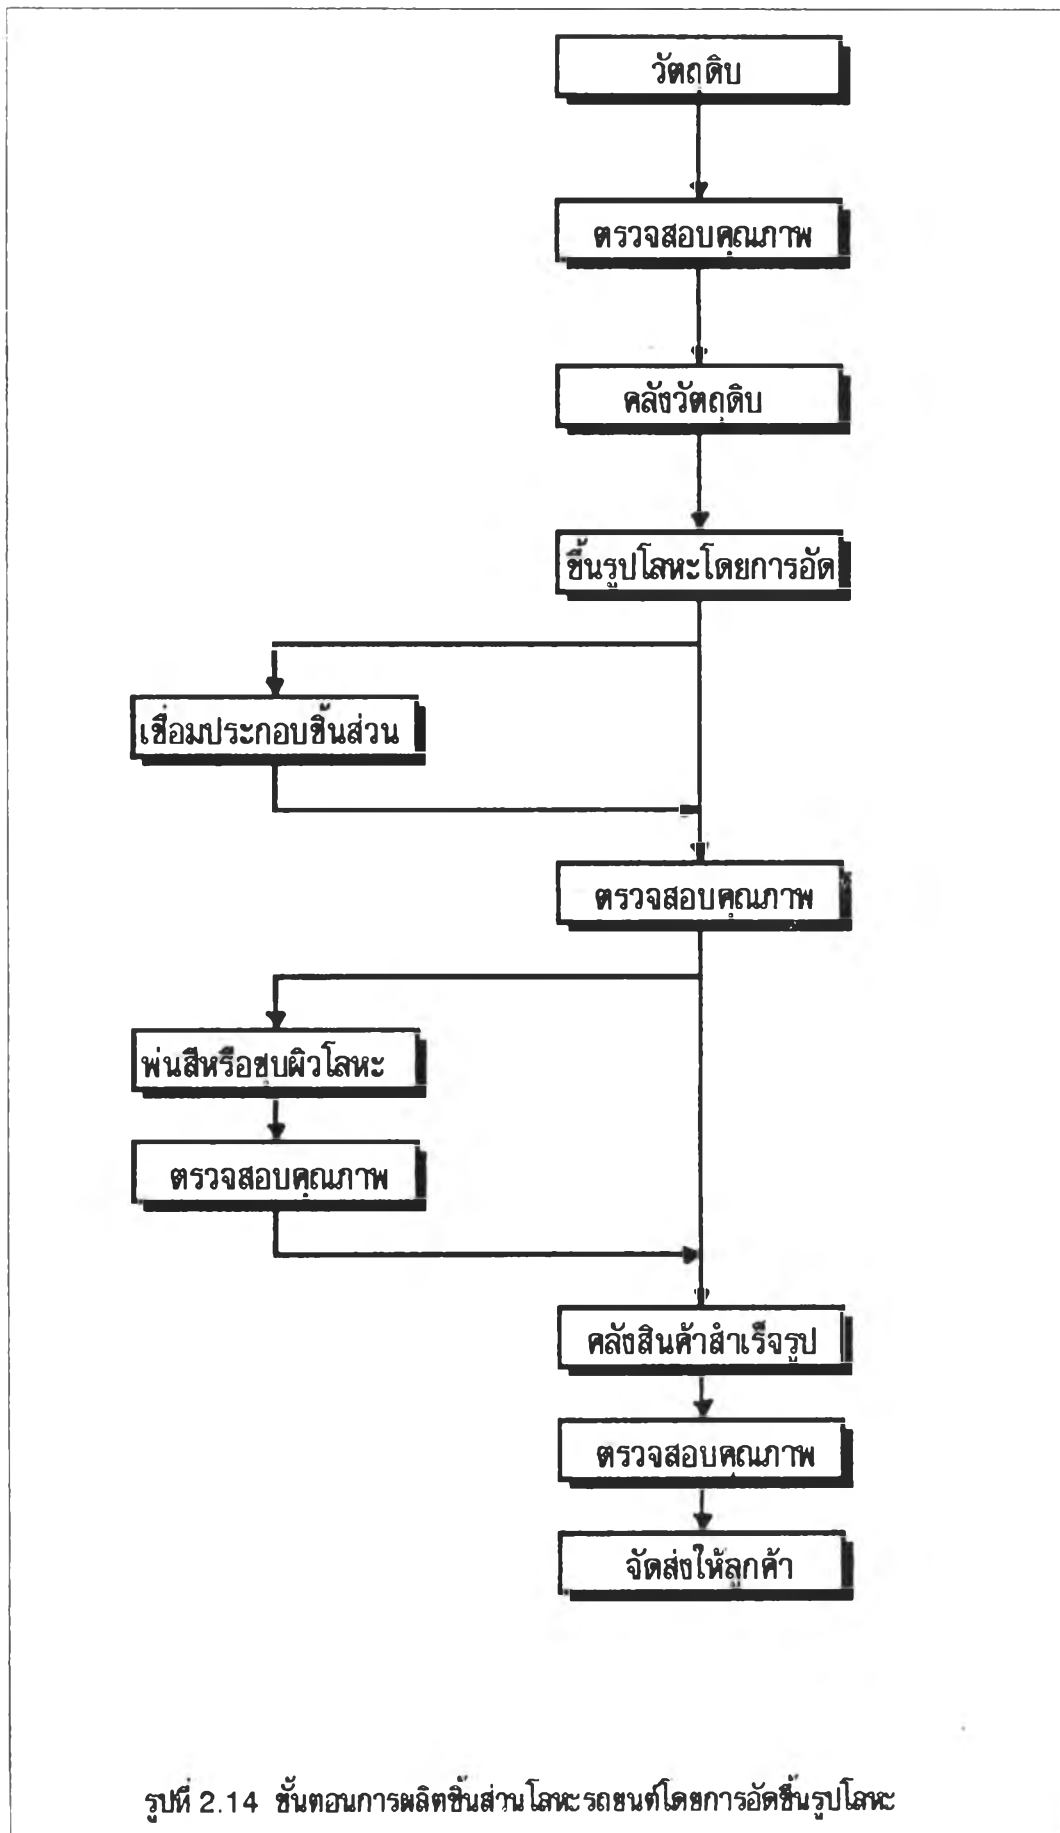 วัตถุดิบ
ตรวจสอบคุณภาพ
คลังวัตถุดิบ
ขึ้นรูปโลหะโดยการอัด
เชื่อมประกอบชิ้นส่วน
ตรวจสอบคุณภาพ
พ่นสีหรือชุบผิวโลหะ
ตรวจสอบคุณภาพ
คลังสินค้าสำเร็จรูป
ตรวจสอบคุณภาพ
จัดส่งให้ลูกค้า
รูปที่ 2.14 ขั้นตอนการผลิตชิ้นส่วนโลหะรถยนต์โดยการอัดขึ้นรูปโลหะ